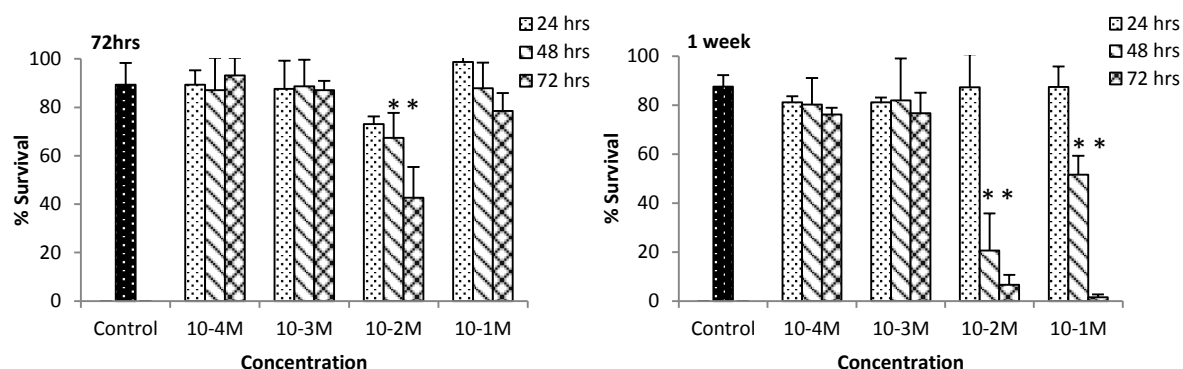 72hrs
24 hrs
48 hrs
72 hrs
100
80
60
40
20
0
% Survival
* *
Control 10-4M 10-3M 10-2M 10-1M
Concentration
1 week
24 hrs
48 hrs
72 hrs
100
80
60
40
20
0
% Survival
* *
* *
Control 10-4M 10-3M 10-2M 10-1M
Concentration